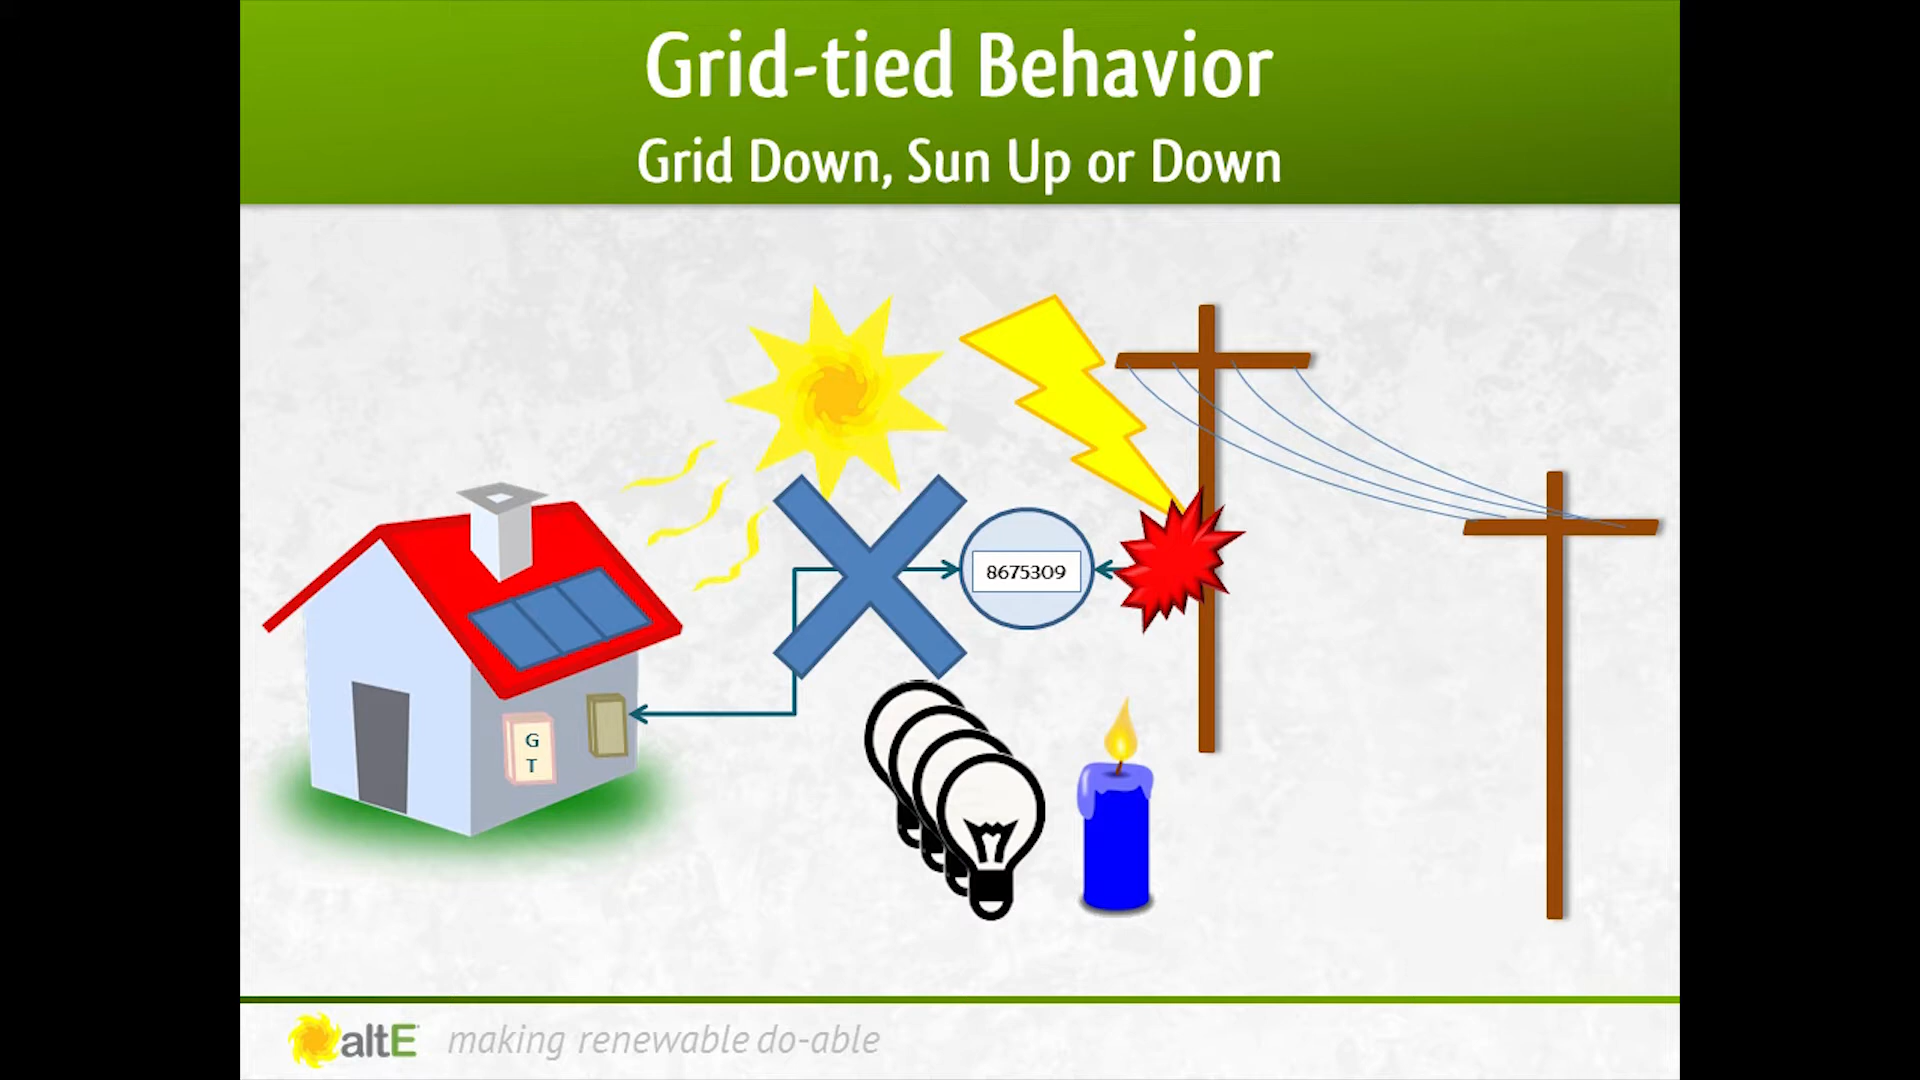 Grid-tied Behavior
Grid Down, Sun Up or Down
8675309
G
T
altE making renewable do-able